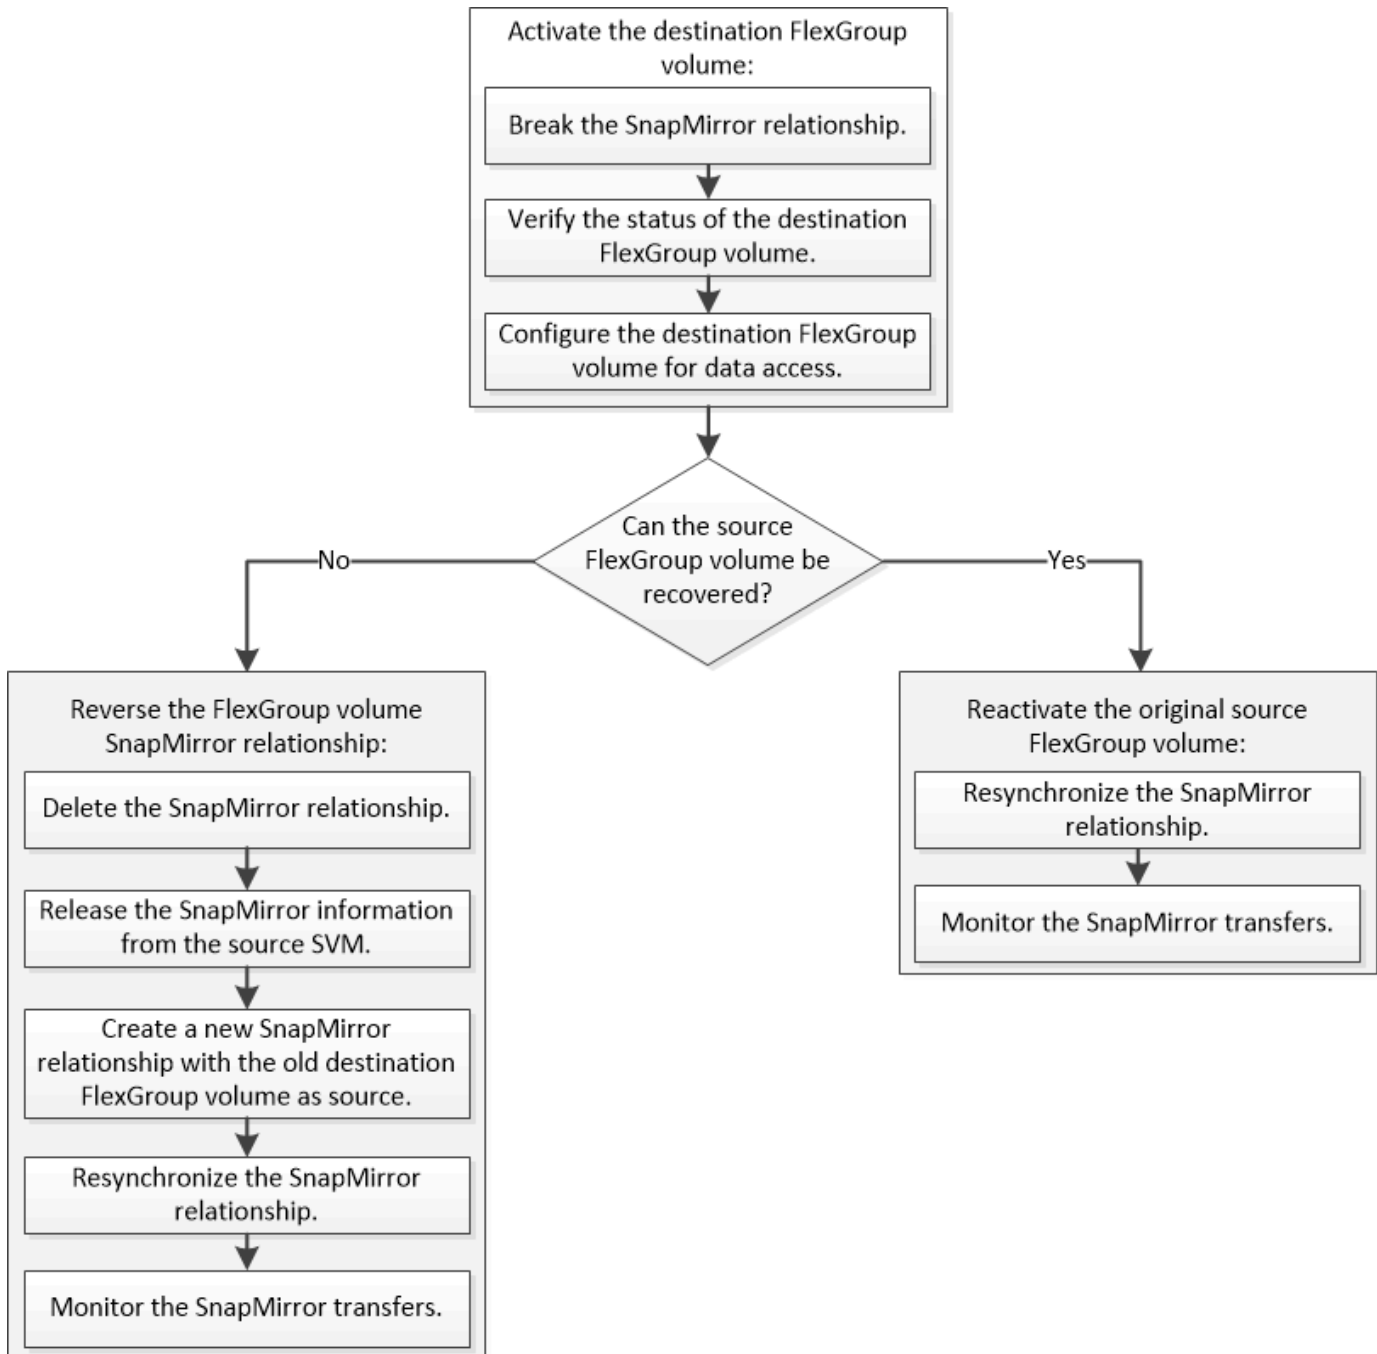 Activate the destination FlexGroup
volume:
Break the SnapMirror relationship.
Verify the status of the destination
FlexGroup volume.
Configure the destination FlexGroup
volume for data access.
Can the source
FlexGroup volume be
recovered?
No
Yes
Reverse the FlexGroup volume
SnapMirror relationship:
Delete the SnapMirror relationship.
Release the SnapMirror information
from the source SVM.
Create a new SnapMirror
relationship with the old destination
FlexGroup volume as source.
Resynchronize the SnapMirror
relationship.
Monitor the SnapMirror transfers.
Reactivate the original source
FlexGroup volume:
Resynchronize the SnapMirror
relationship.
Monitor the SnapMirror transfers.